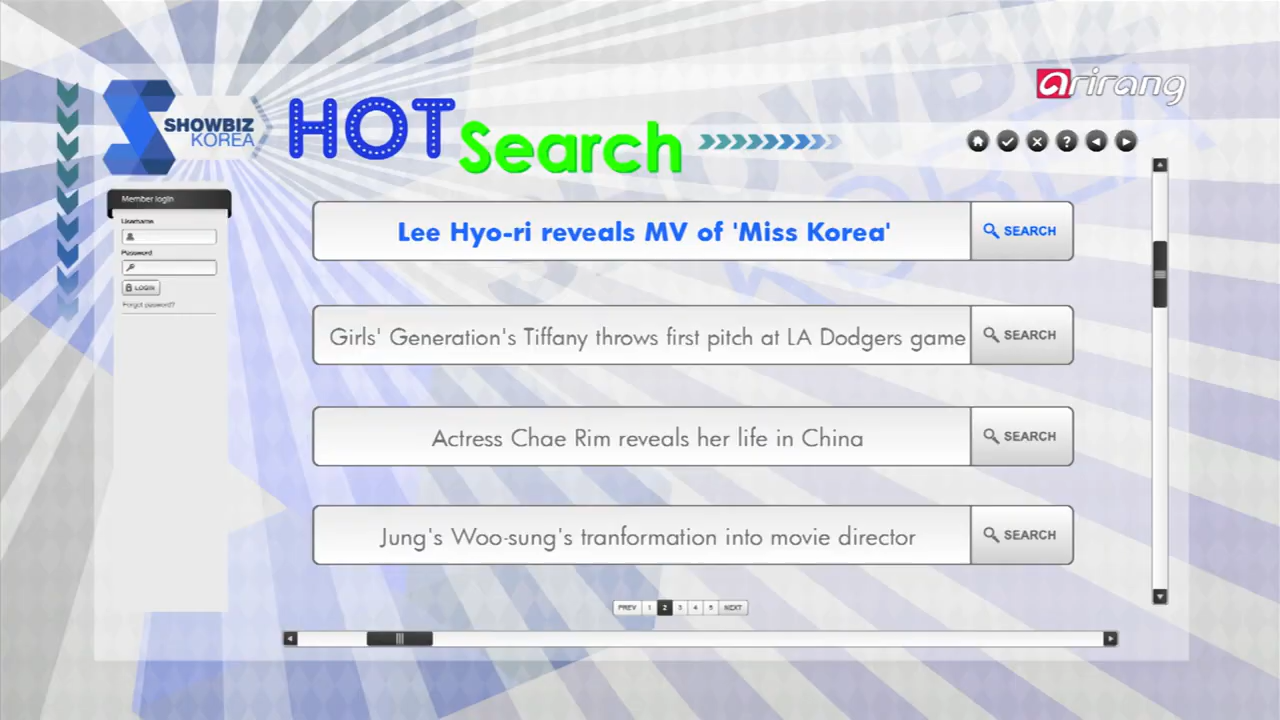 arirang
SHOWBIZ
KOREA
HOT
Search
Member login
Username
Password
LOGIN
Forgot password?
Lee Hyo-ri reveals MV of 'Miss Korea'
SEARCH
Girls' Generation's Tiffany throws first pitch at LA Dodgers game
SEARCH
Actress Chae Rim reveals her life in China
SEARCH
Jung's Woo-sung's tranformation into movie director
SEARCH
PREV 1 2 3 4 5 NEXT
SHOWBIZ
KOREA